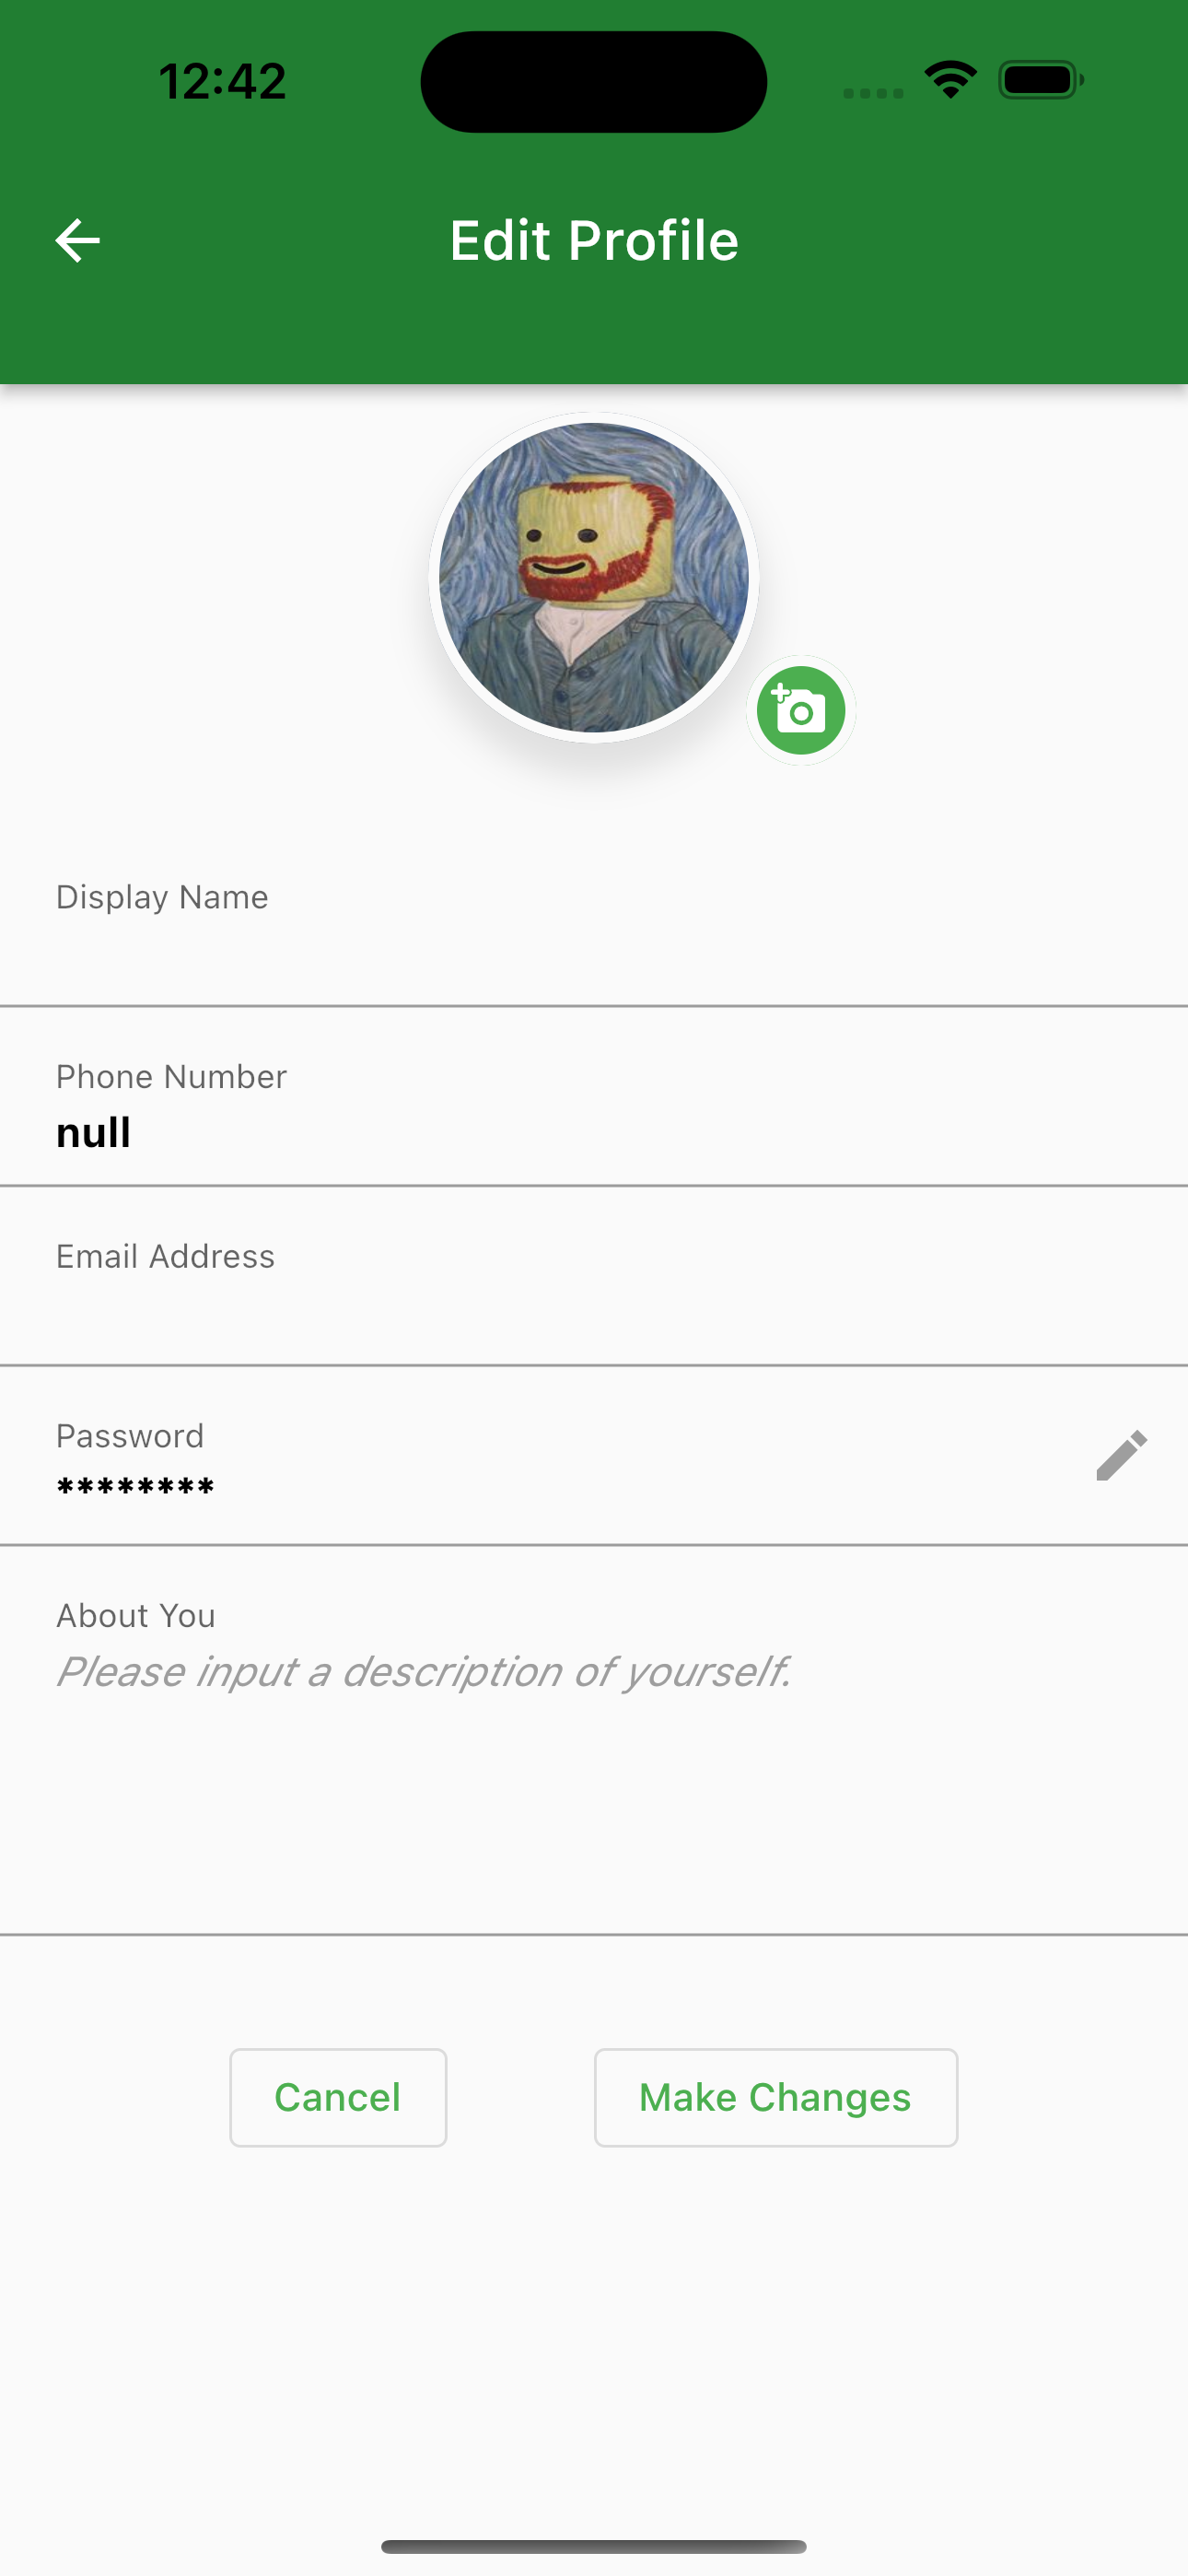 12:42
Edit Profile
Display Name
Phone Number
null
Email Address
Password
********
About You
Please input a description of yourself.
Cancel
Make Changes